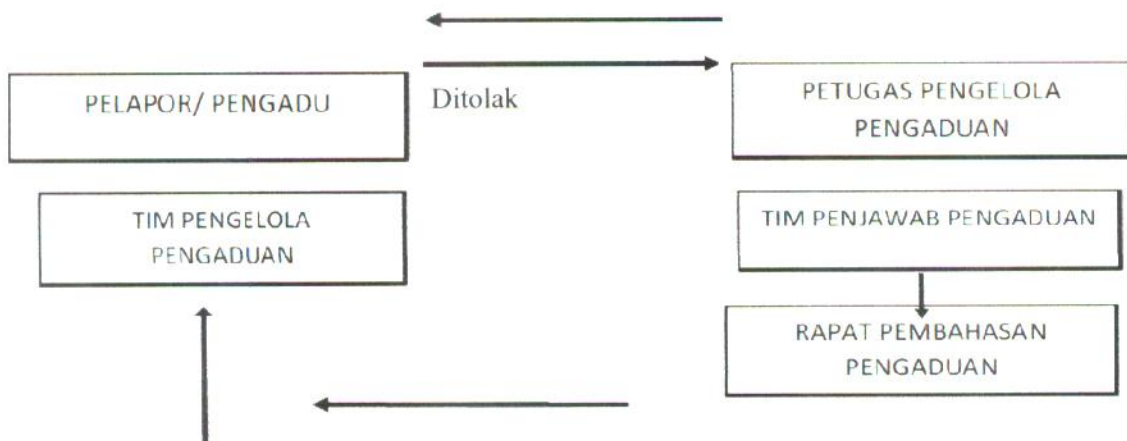 PELAPOR/ PENGADU
Ditolak
PETUGAS PENGELOLA
PENGADUAN
TIM PENGELOLA
PENGADUAN
TIM PENJAWAB PENGADUAN
RAPAT PEMBAHASAN
PENGADUAN